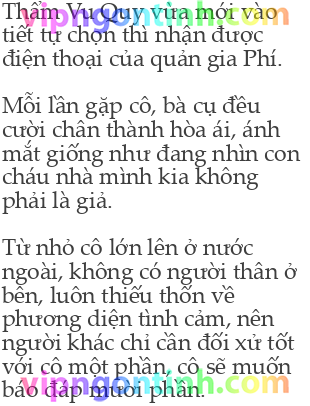 Thẩm Vu Quy vừa mới vào
tiết tự chọn thì nhận được
điện thoại của quản gia Phí.
Mỗi lần gặp cô, bà cụ đều
cười chân thành hòa ái, ánh
mắt giống như đang nhìn con
cháu nhà mình kia không
phải là giả.
Từ nhỏ cô lớn lên ở nước
ngoài, không có người thân ở
bên, luôn thiếu thốn về
phương diện tình cảm, nên
người khác chỉ cần đối xử tốt
với cô một phần, cô sẽ muốn
báo đáp mười phần.
vipngontinh.com
vipngontinh.com